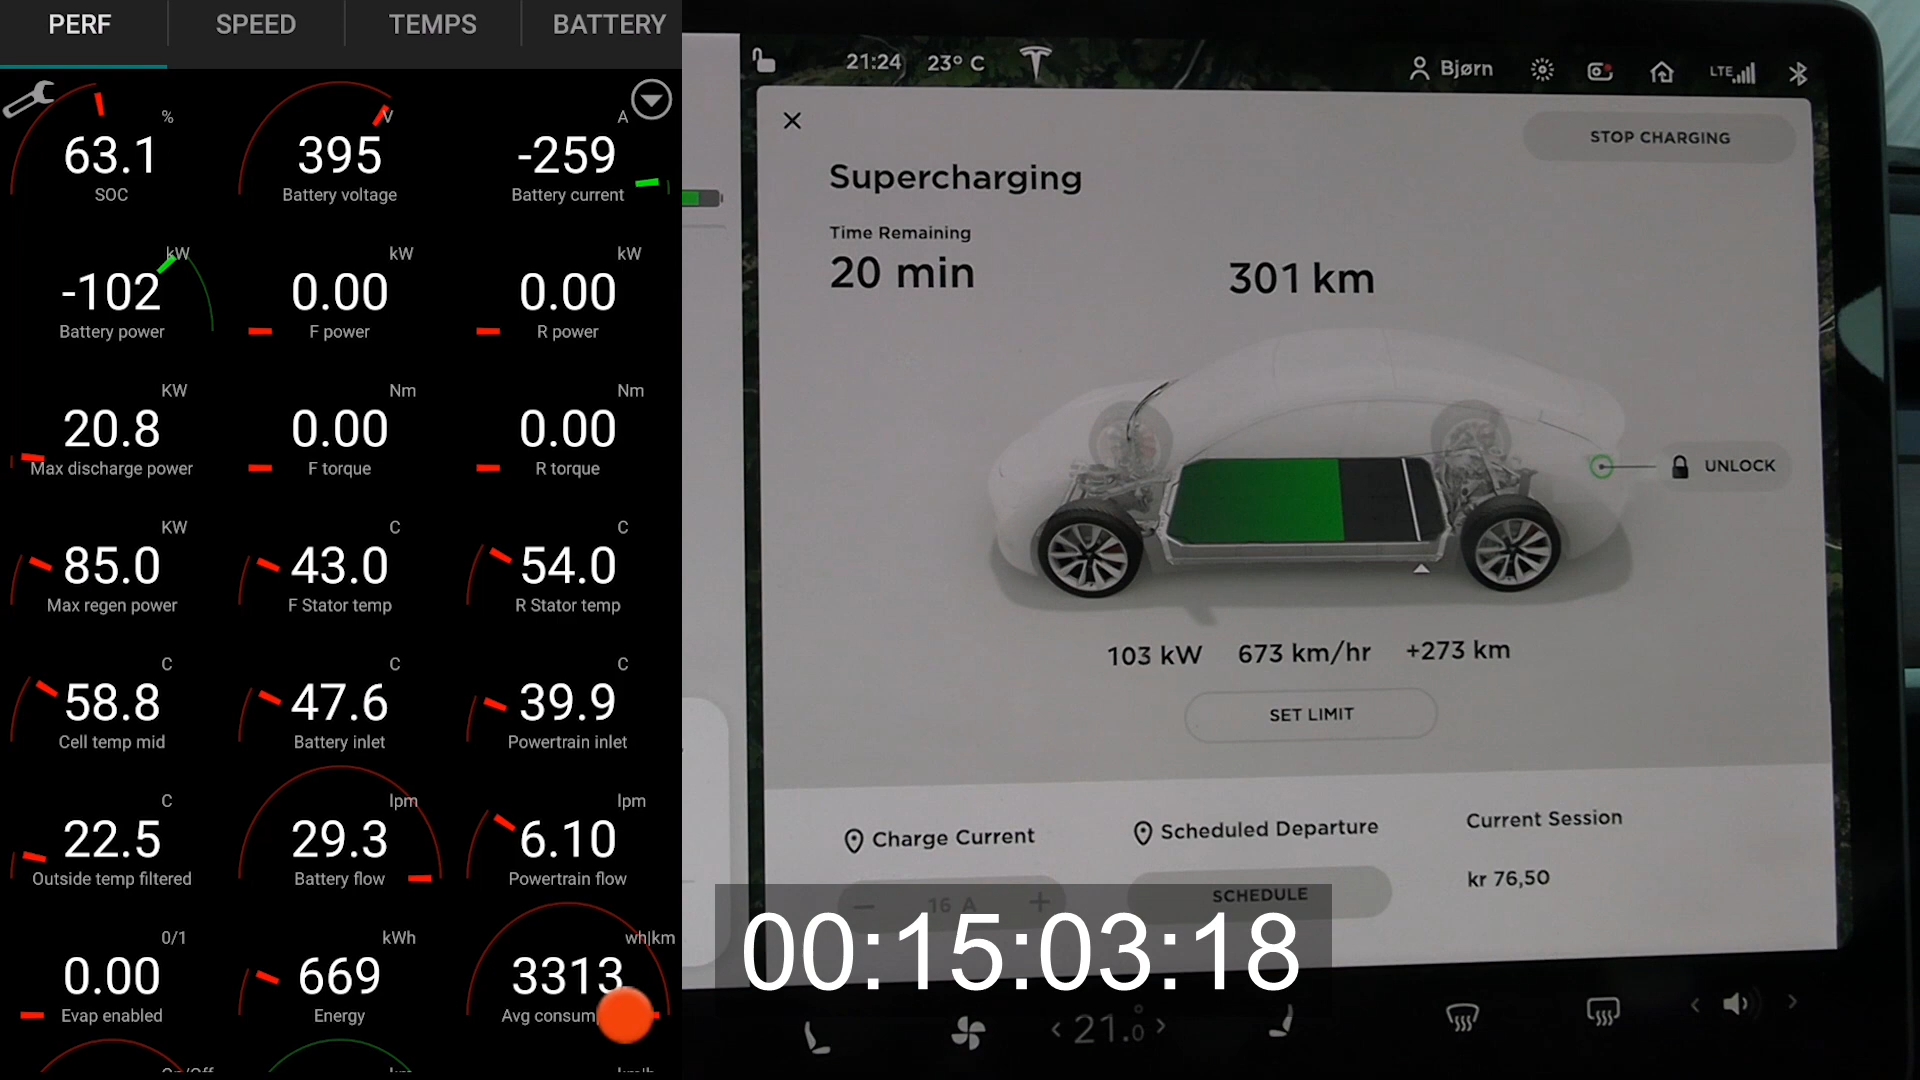 PERF SPEED TEMPS BATTERY
% V A
63.1 395 -259
SOC Battery voltage Battery current
kW kW kW
-102 0.00 0.00
Battery power F power R power
KW Nm Nm
20.8 0.00 0.00
Max discharge power F torque R torque
KW C C
85.0 43.0 54.0
Max regen power F Stator temp R Stator temp
C C C
58.8 47.6 39.9
Cell temp mid Battery inlet Powertrain inlet
C lpm lpm
22.5 29.3 6.10
Outside temp filtered Battery flow Powertrain flow
0/1 kWh wh|km
0.00 669 3313
Evap enabled Energy Avg consum
21:24 23° C Bjørn LTE
STOP CHARGING
Supercharging
Time Remaining
20 min 301 km
UNLOCK
103 kW 673 km/hr +273 km
SET LIMIT
Charge Current Scheduled Departure Current Session
16 A SCHEDULE kr 76,50
00:15:03:18
21.0°